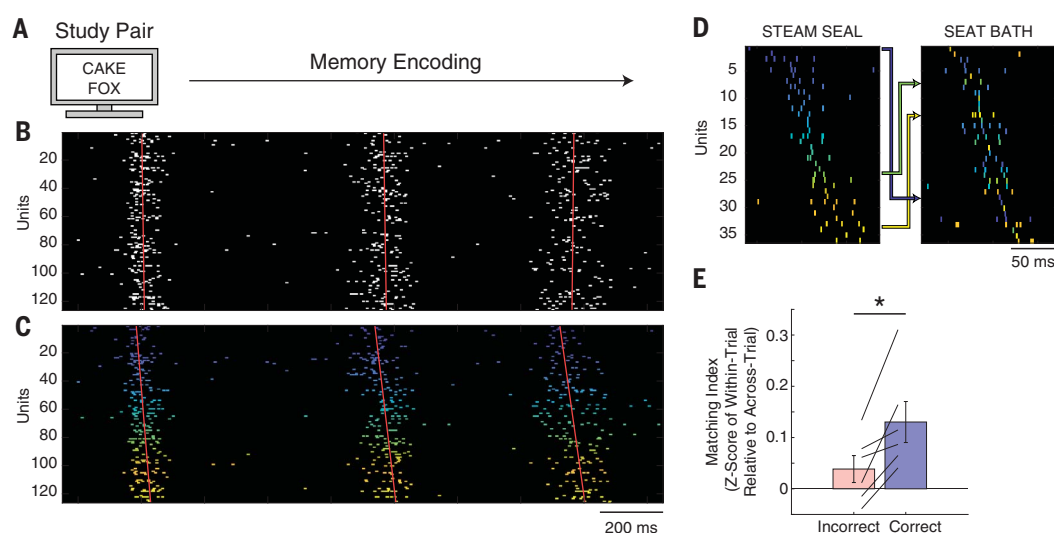 A
Study Pair
CAKE
FOX
Memory Encoding
B
Units
20
40
60
80
100
120
C
Units
20
40
60
80
100
120
200 ms
D
STEAM SEAL
SEAT BATH
Units
5
10
15
20
25
30
35
50 ms
E
*
Matching Index
(Z-Score of Within-Trial
Relative to Across-Trial)
0.3
0.2
0.1
0
Incorrect
Correct